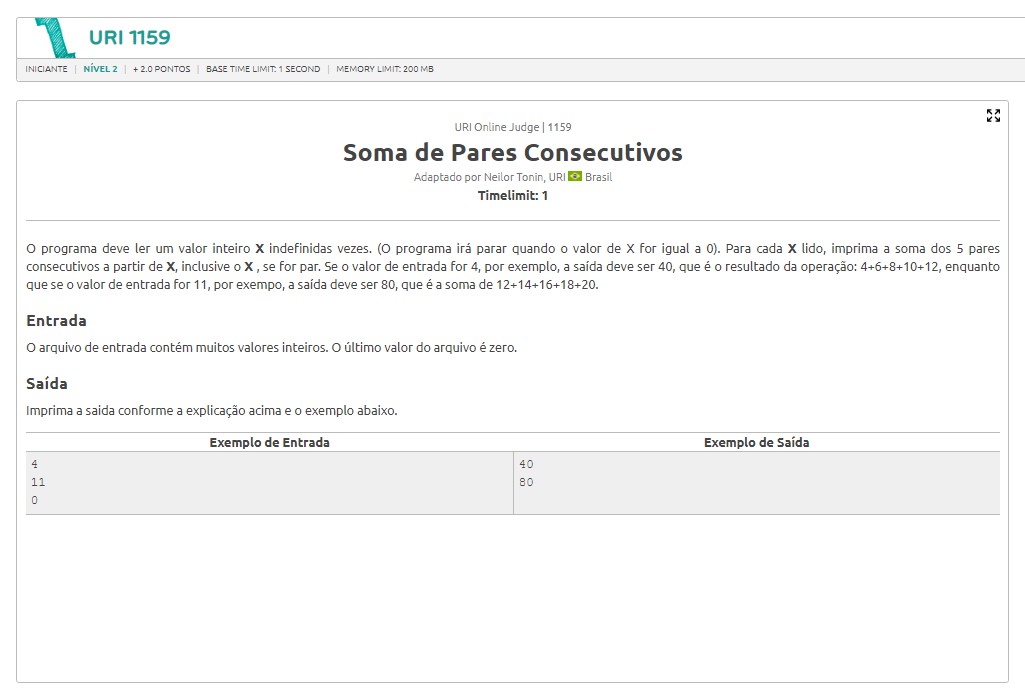 URI 1159
INICIANTE | NÍVEL 2 | + 2.0 PONTOS | BASE TIME LIMIT: 1 SECOND | MEMORY LIMIT: 200 MB
URI Online Judge | 1159
Soma de Pares Consecutivos
Adaptado por Neilor Tonin, URI Brasil
Timelimit: 1
O programa deve ler um valor inteiro X indefinidas vezes. (O programa irá parar quando o valor de X for igual a 0). Para cada X lido, imprima a soma dos 5 pares
consecutivos a partir de X, inclusive o X , se for par. Se o valor de entrada for 4, por exemplo, a saída deve ser 40, que é o resultado da operação: 4+6+8+10+12, enquanto
que se o valor de entrada for 11, por exempo, a saída deve ser 80, que é a soma de 12+14+16+18+20.
Entrada
O arquivo de entrada contém muitos valores inteiros. O último valor do arquivo é zero.
Saída
Imprima a saida conforme a explicação acima e o exemplo abaixo.
Exemplo de Entrada Exemplo de Saída
4 40
11 80
0